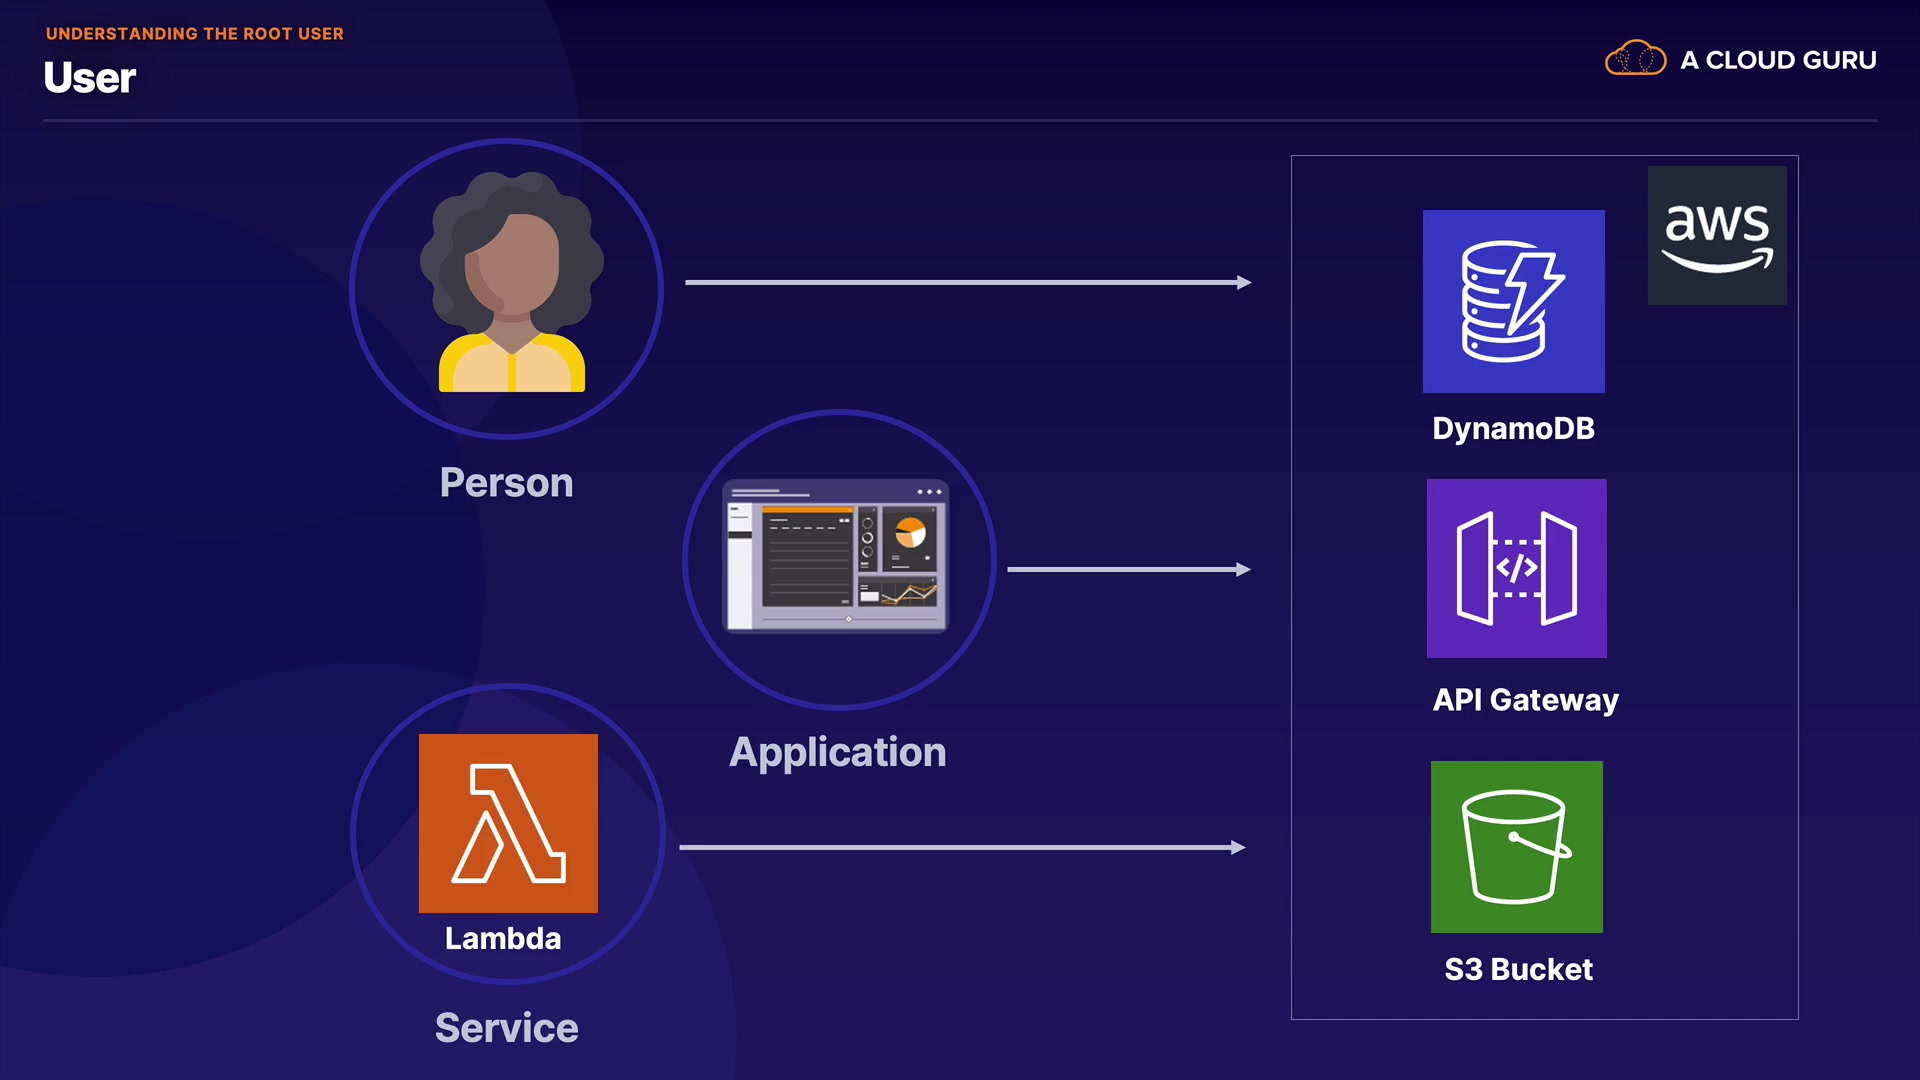 UNDERSTANDING THE ROOT USER
User
A CLOUD GURU
aws
Person
DynamoDB
Application
API Gateway
</>
Lambda
Service
S3 Bucket